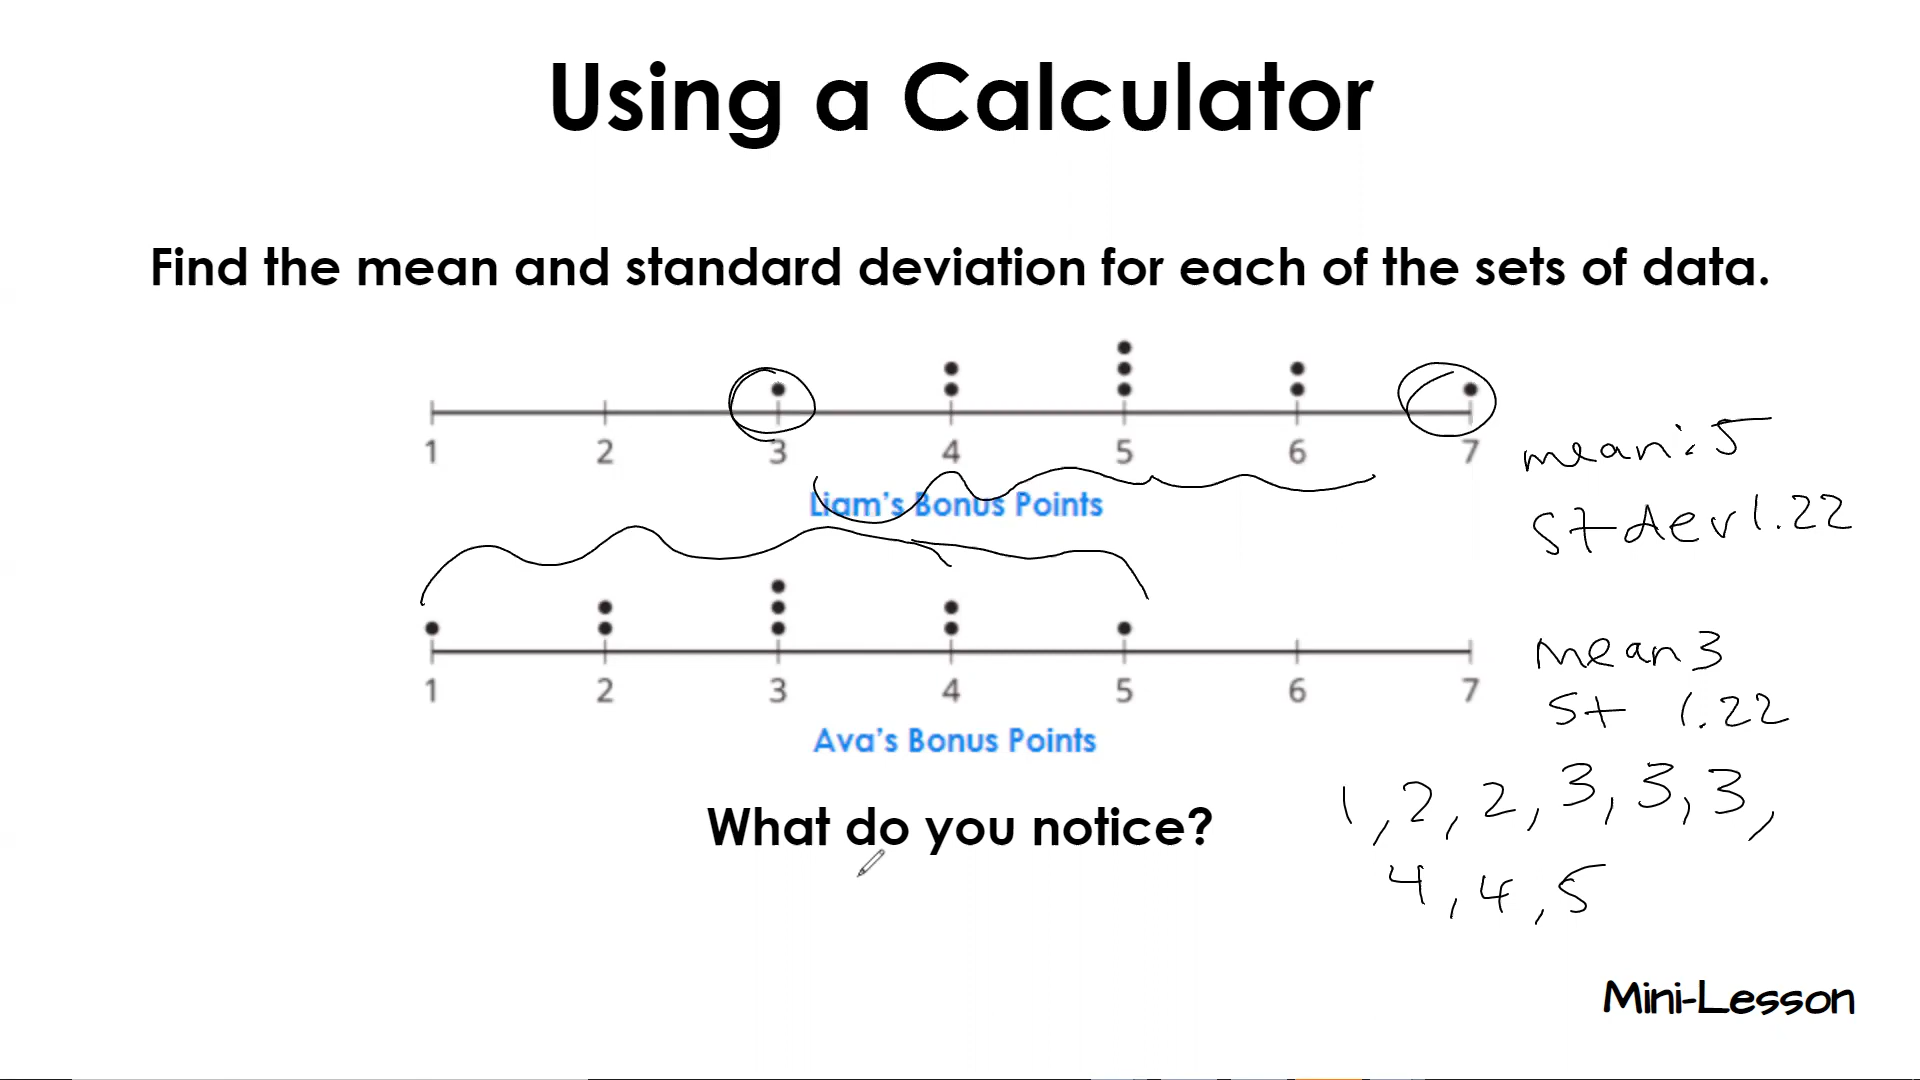 Using a Calculator
Find the mean and standard deviation for each of the sets of data.
1 2 3 4 5 6 7
mean: 5
Liam's Bonus Points
st dev 1.22
1 2 3 4 5 6 7
mean 3
st 1.22
Ava's Bonus Points
What do you notice?
1, 2, 2, 3, 3, 3,
4, 4, 5
Mini-Lesson